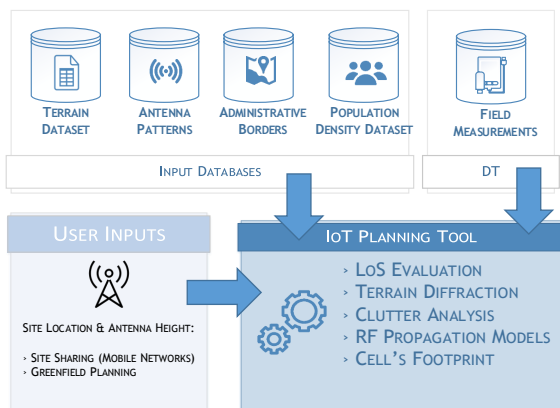 TERRAIN
DATASET
ANTENNA
PATTERNS
ADMINISTRATIVE
BORDERS
POPULATION
DENSITY DATASET
FIELD
MEASUREMENTS
INPUT DATABASES
DT
USER INPUTS
SITE LOCATION & ANTENNA HEIGHT:
› SITE SHARING (MOBILE NETWORKS)
› GREENFIELD PLANNING
IOT PLANNING TOOL
› LOS EVALUATION
› TERRAIN DIFFRACTION
› CLUTTER ANALYSIS
› RF PROPAGATION MODELS
› CELL'S FOOTPRINT